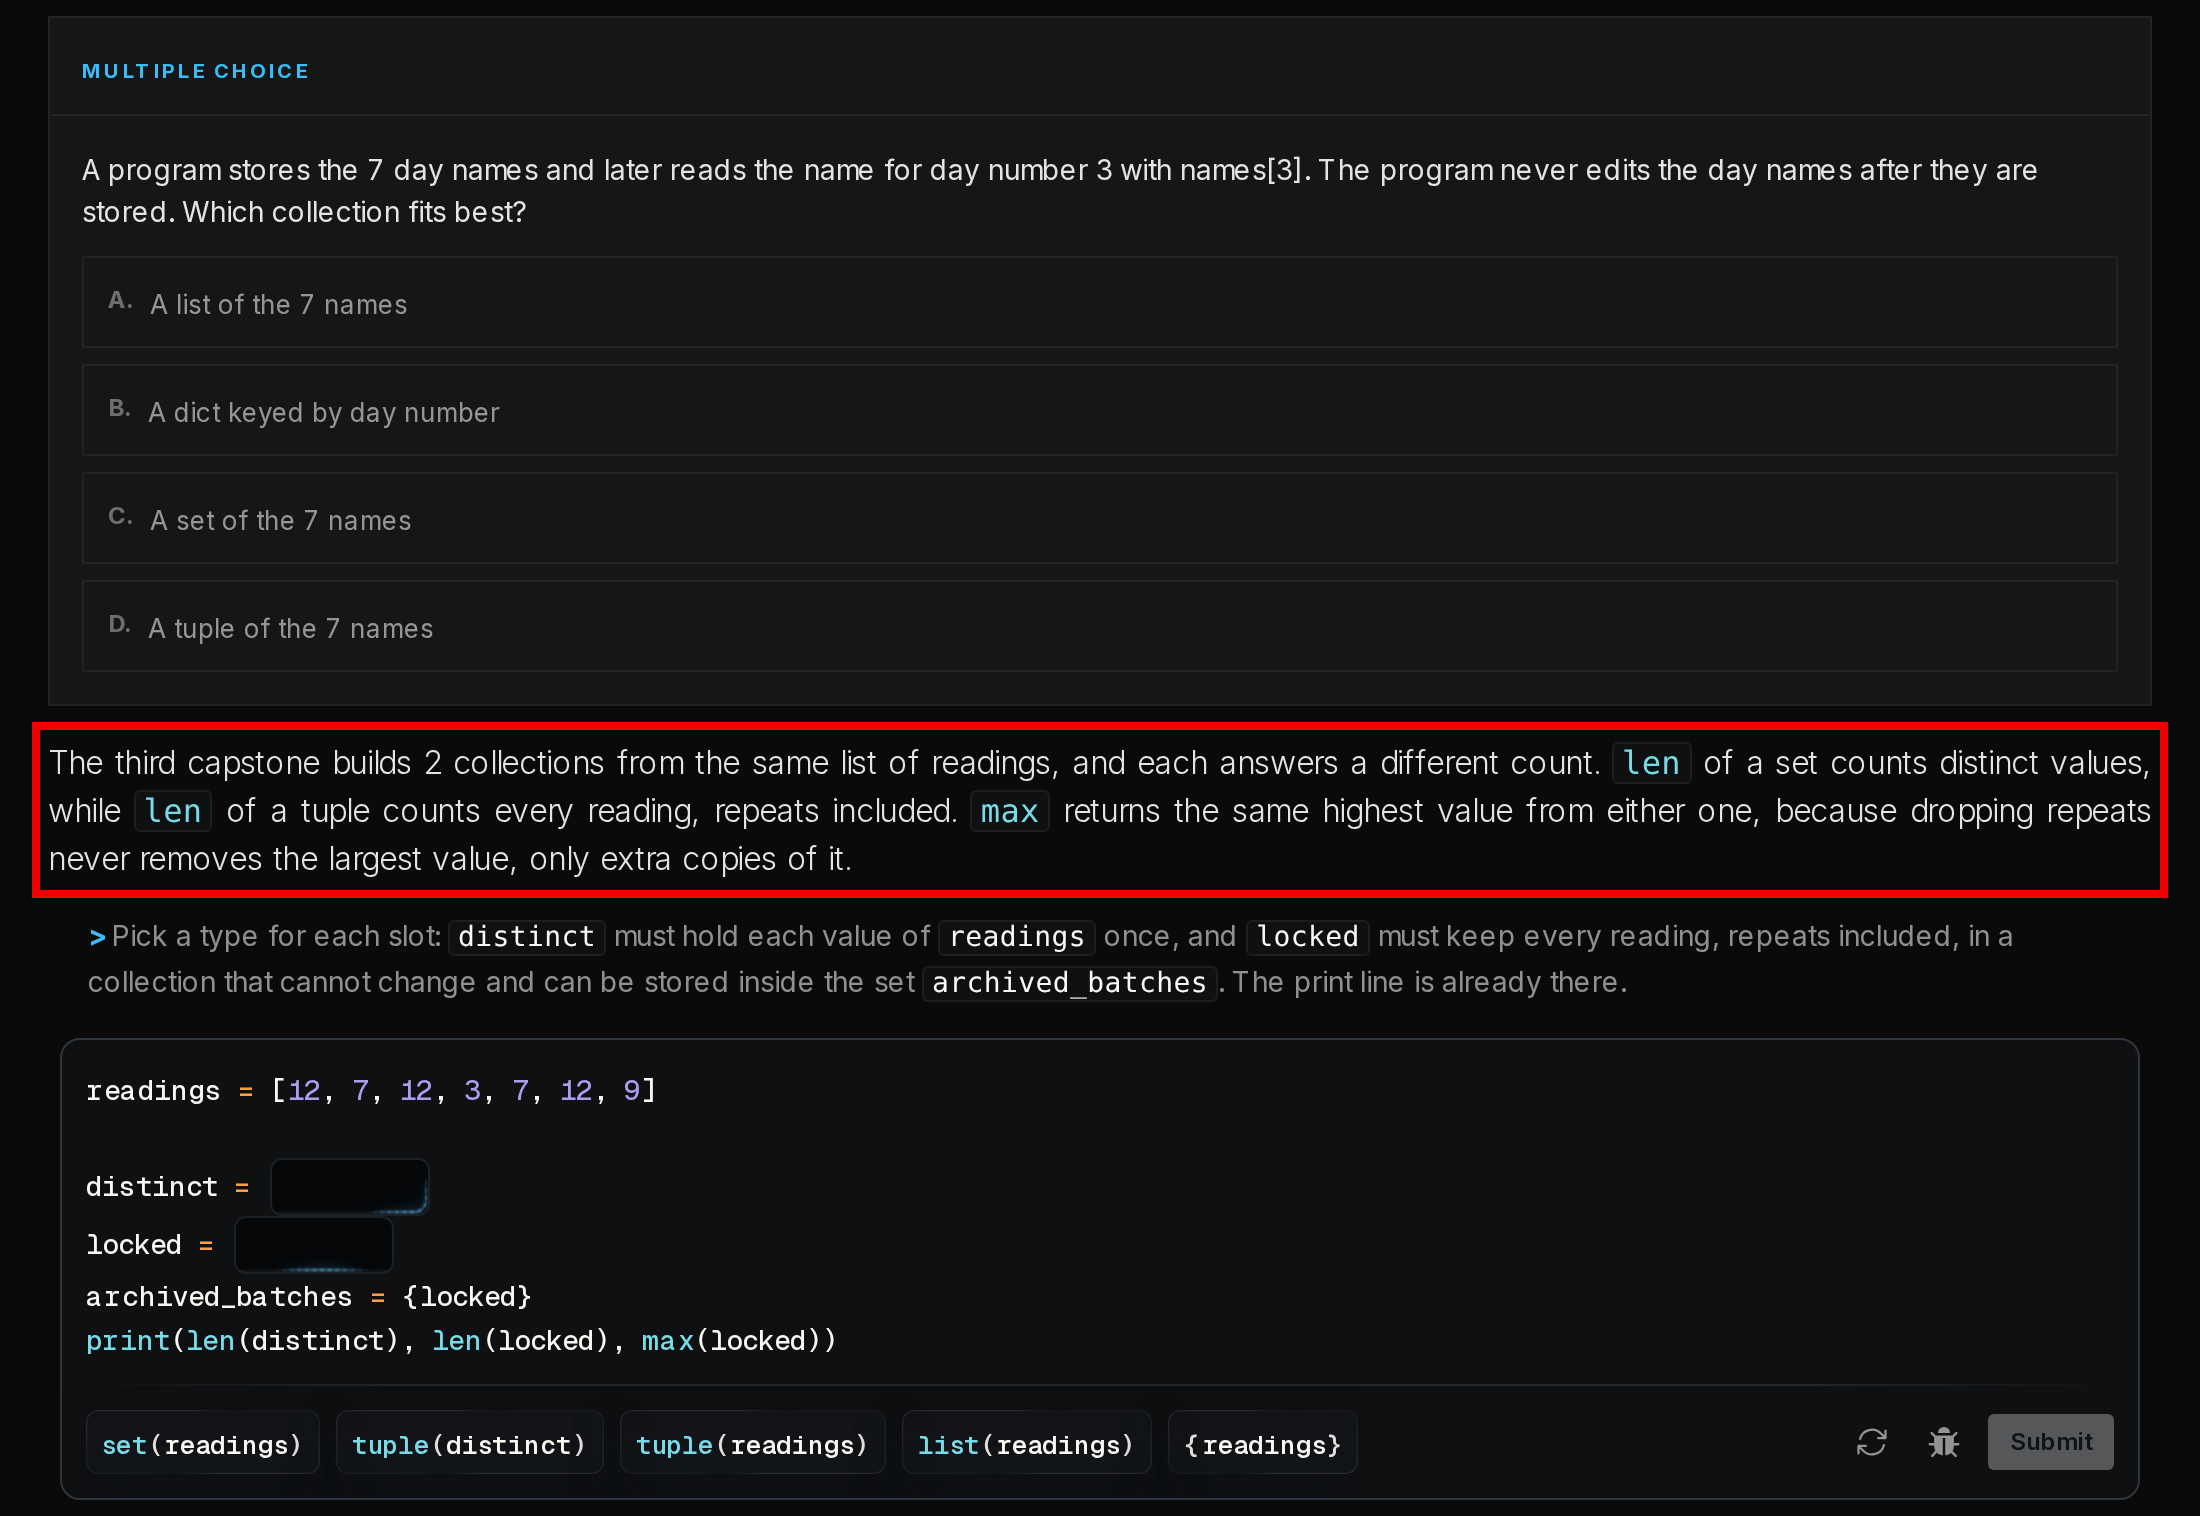 MULTIPLE CHOICE
A program stores the 7 day names and later reads the name for day number 3 with names[3]. The program never edits the day names after they are
stored. Which collection fits best?
A. A list of the 7 names
B. A dict keyed by day number
C. A set of the 7 names
D. A tuple of the 7 names
The third capstone builds 2 collections from the same list of readings, and each answers a different count. len of a set counts distinct values,
while len of a tuple counts every reading, repeats included. max returns the same highest value from either one, because dropping repeats
never removes the largest value, only extra copies of it.
> Pick a type for each slot: distinct must hold each value of readings once, and locked must keep every reading, repeats included, in a
collection that cannot change and can be stored inside the set archived_batches. The print line is already there.
readings = [12, 7, 12, 3, 7, 12, 9]
distinct =
locked =
archived_batches = {locked}
print(len(distinct), len(locked), max(locked))
set(readings) tuple(distinct) tuple(readings) list(readings) {readings} Submit